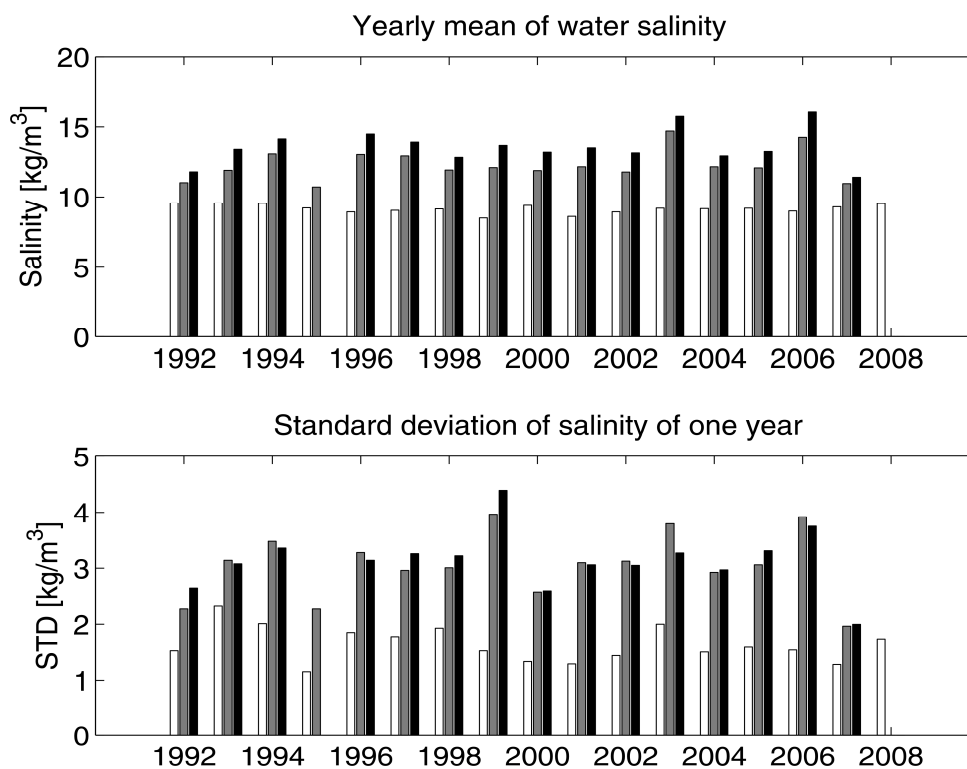 Yearly mean of water salinity
20
15
10
5
0
Salinity [kg/m³]
1992 1994 1996 1998 2000 2002 2004 2006 2008
Standard deviation of salinity of one year
5
4
3
2
1
0
STD [kg/m³]
1992 1994 1996 1998 2000 2002 2004 2006 2008